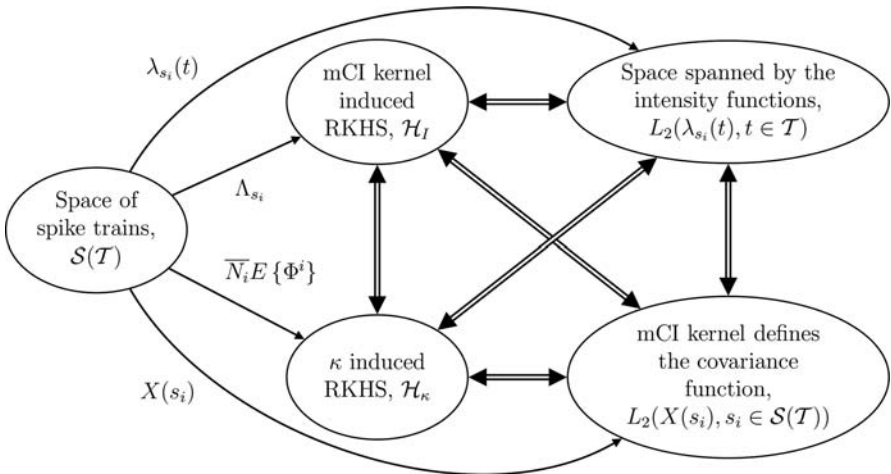 λ_{s_i}(t)
mCI kernel
induced
RKHS, ℋ_I
Space spanned by the
intensity functions,
L_2(λ_{s_i}(t), t ∈ 𝒯)
Λ_{s_i}
Space of
spike trains,
𝒮(𝒯)
\overline{N_i}E {Φ^i}
X(s_i)
κ induced
RKHS, ℋ_κ
mCI kernel defines
the covariance
function,
L_2(X(s_i), s_i ∈ 𝒮(𝒯))